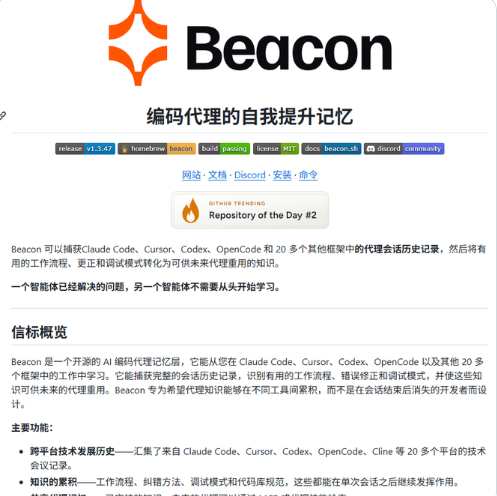 Beacon
编码代理的自我提升记忆
release v1.3.47 homebrew beacon build passing license MIT docs beacon.sh discord community
网站 · 文档 · Discord · 安装 · 命令
GITHUB TRENDING
Repository of the Day #2
Beacon 可以捕获Claude Code、Cursor、Codex、OpenCode 和 20 多个其他框架中的代理会话历史记录，然后将有
用的工作流程、更正和调试模式转化为可供未来代理重用的知识。
一个智能体已经解决的问题，另一个智能体不需要从头开始学习。
信标概览
Beacon 是一个开源的 AI 编码代理记忆层，它能从您在 Claude Code、Cursor、Codex、OpenCode 以及其他 20 多
个框架中的工作中学习。它能捕获完整的会话历史记录，识别有用的工作流程、错误修正和调试模式，并使这些知
识可供未来的代理重用。Beacon 专为希望代理知识能够在不同工具间累积，而不是在会话结束后消失的开发者而设
计。
主要功能：
跨平台技术发展历史——汇集了来自 Claude Code、Cursor、Codex、OpenCode、Cline 等 20 多个平台的技术
会议记录。
知识的累积——工作流程、纠错方法、调试模式和代码库规范，这些都能在单次会话之后继续发挥作用。